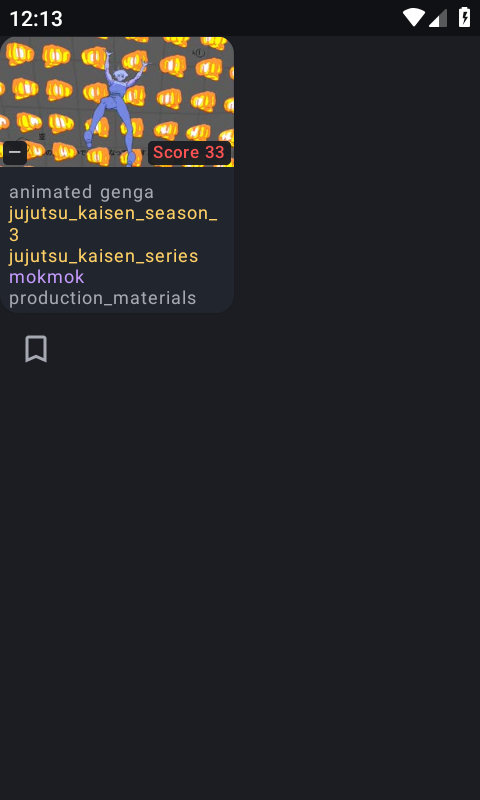 12:13
Score 33
animated genga
jujutsu_kaisen_season_
3
jujutsu_kaisen_series
mokmok
production_materials